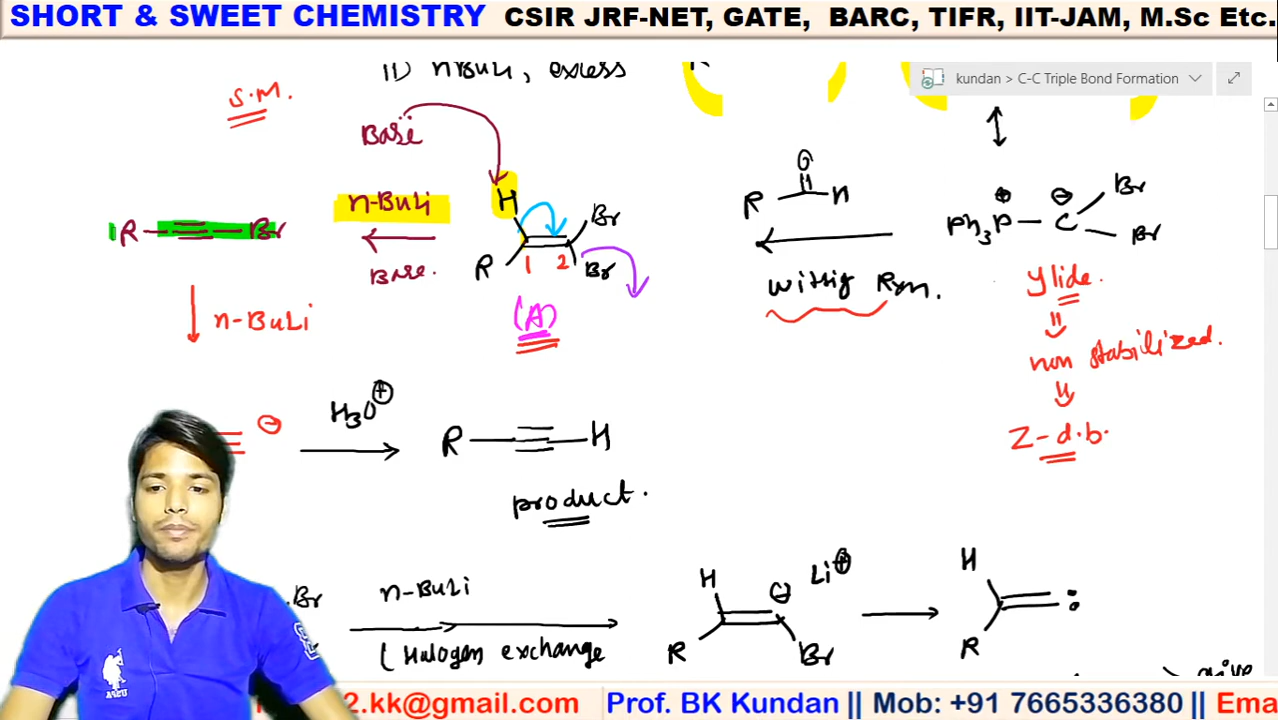 SHORT & SWEET CHEMISTRY CSIR JRF-NET, GATE, BARC, TIFR, IIT-JAM, M.Sc Etc.
II) nBuLi, excess
kundan > C-C Triple Bond Formation
S.M.
Base
R H Br Br
1 2
(A)
n-BuLi
Base.
R Br
R O H
Wittig Rxn.
Ph3P ⊕ C ⊖ Br Br
Ylide.
non stabilized.
Z-d.b.
n-BuLi
⊖
H3O⊕
R H
product.
Br
n-BuLi
(Halogen exchange
H ⊖ Li⊕
R Br
H
R
2.kk@gmail.com Prof. BK Kundan || Mob: +91 7665336380 || Ema